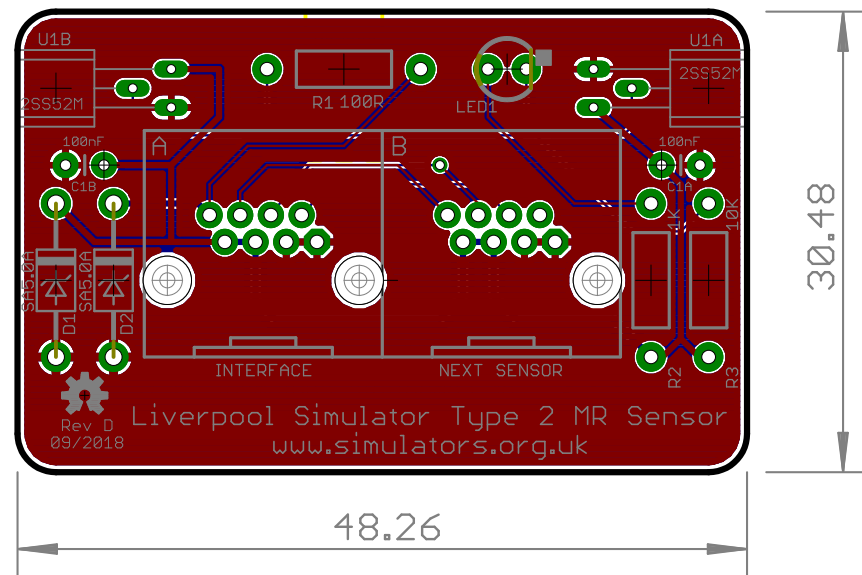 U1B
U1A
2SS52M
R1 100R
LED1
2SS52M
100nF
C1B
A
B
100nF
C1A
1K
10K
SA5.0A
SA5.0A
D1
D2
R2
R3
INTERFACE
NEXT SENSOR
Rev D
09/2018
Liverpool Simulator Type 2 MR Sensor
www.simulators.org.uk
30.48
48.26